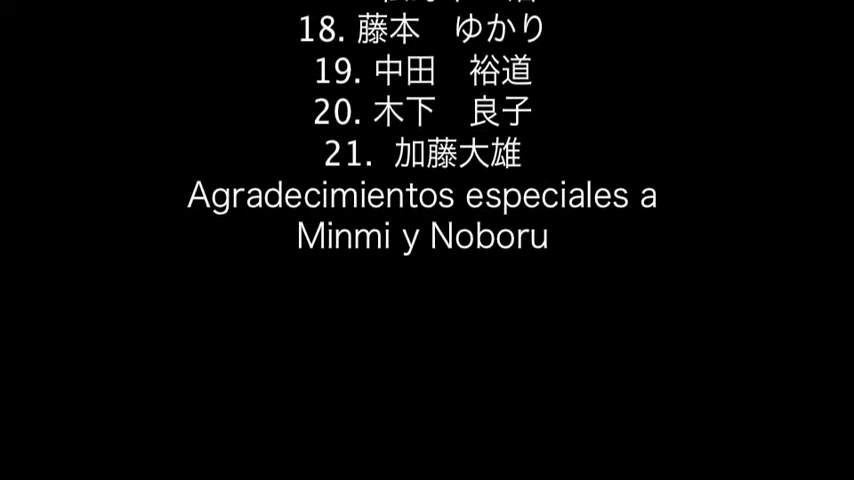 18. 藤本　ゆかり
19. 中田　裕道
20. 木下　良子
21. 加藤大雄
Agradecimientos especiales a
Minmi y Noboru